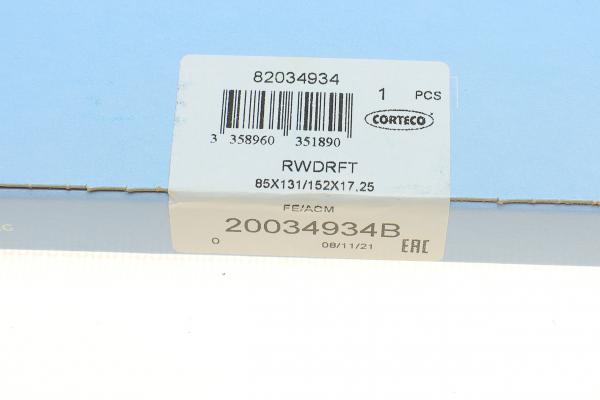 82034934
1 PCS
CORTECO
3 358960 351890
RWDRFT
85X131/152X17.25
FE/ACM
20034934B
0 08/11/21 EAC